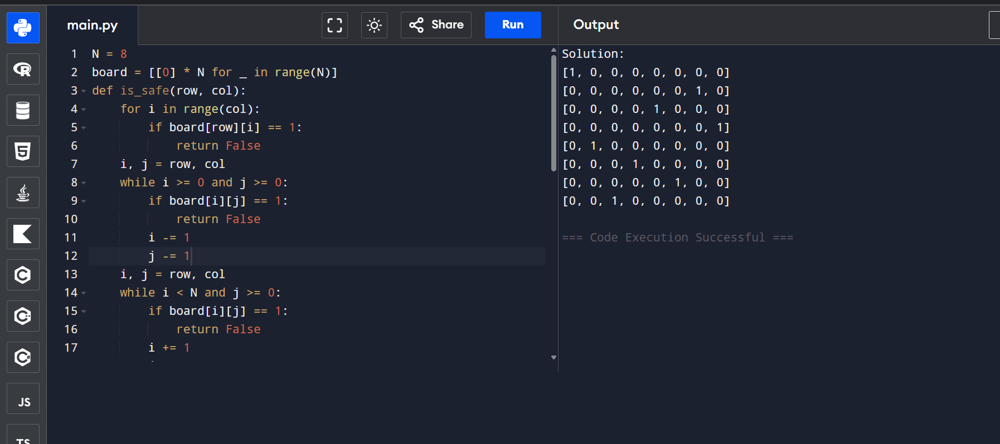 main.py
Share
Run
Output
1 N = 8
2 board = [[0] * N for _ in range(N)]
3 def is_safe(row, col):
4 for i in range(col):
5 if board[row][i] == 1:
6 return False
7 i, j = row, col
8 while i >= 0 and j >= 0:
9 if board[i][j] == 1:
10 return False
11 i -= 1
12 j -= 1
13 i, j = row, col
14 while i < N and j >= 0:
15 if board[i][j] == 1:
16 return False
17 i += 1
Solution:
[1, 0, 0, 0, 0, 0, 0, 0]
[0, 0, 0, 0, 0, 0, 1, 0]
[0, 0, 0, 0, 1, 0, 0, 0]
[0, 0, 0, 0, 0, 0, 0, 1]
[0, 1, 0, 0, 0, 0, 0, 0]
[0, 0, 0, 1, 0, 0, 0, 0]
[0, 0, 0, 0, 0, 1, 0, 0]
[0, 0, 1, 0, 0, 0, 0, 0]
=== Code Execution Successful ===
R
5
C
C++
C#
JS
TS